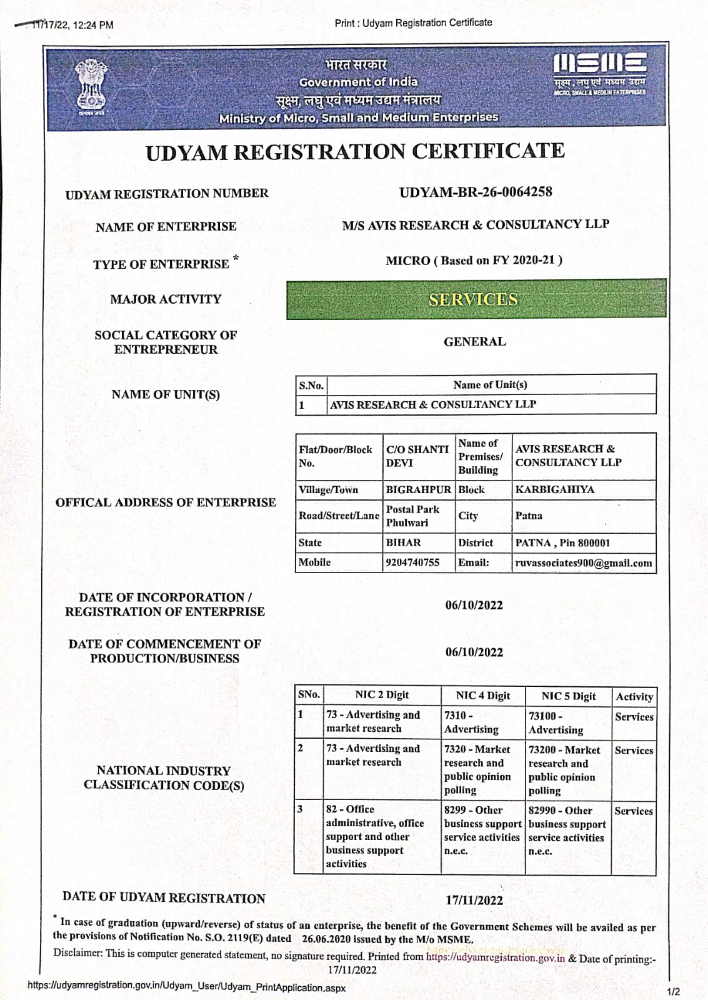 11/17/22, 12:24 PM
Print : Udyam Registration Certificate
भारत सरकार
Government of India
सूक्ष्म, लघु एवं मध्यम उद्यम मंत्रालय
Ministry of Micro, Small and Medium Enterprises
सत्यमेव जयते
MSME
सूक्ष्म, लघु एवं मध्यम उद्यम
MICRO, SMALL & MEDIUM ENTERPRISES
UDYAM REGISTRATION CERTIFICATE
UDYAM REGISTRATION NUMBER
UDYAM-BR-26-0064258
NAME OF ENTERPRISE
M/S AVIS RESEARCH & CONSULTANCY LLP
TYPE OF ENTERPRISE *
MICRO ( Based on FY 2020-21 )
MAJOR ACTIVITY
SERVICES
SOCIAL CATEGORY OF
ENTREPRENEUR
GENERAL
NAME OF UNIT(S)
S.No. Name of Unit(s)
1 AVIS RESEARCH & CONSULTANCY LLP
OFFICAL ADDRESS OF ENTERPRISE
Flat/Door/Block
No.
C/O SHANTI
DEVI
Name of
Premises/
Building
AVIS RESEARCH &
CONSULTANCY LLP
Village/Town BIGRAHPUR Block KARBIGAHIYA
Road/Street/Lane
Postal Park
Phulwari
City Patna
State BIHAR District PATNA , Pin 800001
Mobile 9204740755 Email: ruvassociates900@gmail.com
DATE OF INCORPORATION /
REGISTRATION OF ENTERPRISE
06/10/2022
DATE OF COMMENCEMENT OF
PRODUCTION/BUSINESS
06/10/2022
NATIONAL INDUSTRY
CLASSIFICATION CODE(S)
SNo. NIC 2 Digit NIC 4 Digit NIC 5 Digit Activity
1
73 - Advertising and
market research
7310 -
Advertising
73100 -
Advertising
Services
2
73 - Advertising and
market research
7320 - Market
research and
public opinion
polling
73200 - Market
research and
public opinion
polling
Services
3
82 - Office
administrative, office
support and other
business support
activities
8299 - Other
business support
service activities
n.e.c.
82990 - Other
business support
service activities
n.e.c.
Services
DATE OF UDYAM REGISTRATION
17/11/2022
* In case of graduation (upward/reverse) of status of an enterprise, the benefit of the Government Schemes will be availed as per
the provisions of Notification No. S.O. 2119(E) dated 26.06.2020 issued by the M/o MSME.
Disclaimer: This is computer generated statement, no signature required. Printed from https://udyamregistration.gov.in & Date of printing:-
17/11/2022
https://udyamregistration.gov.in/Udyam_User/Udyam_PrintApplication.aspx
1/2